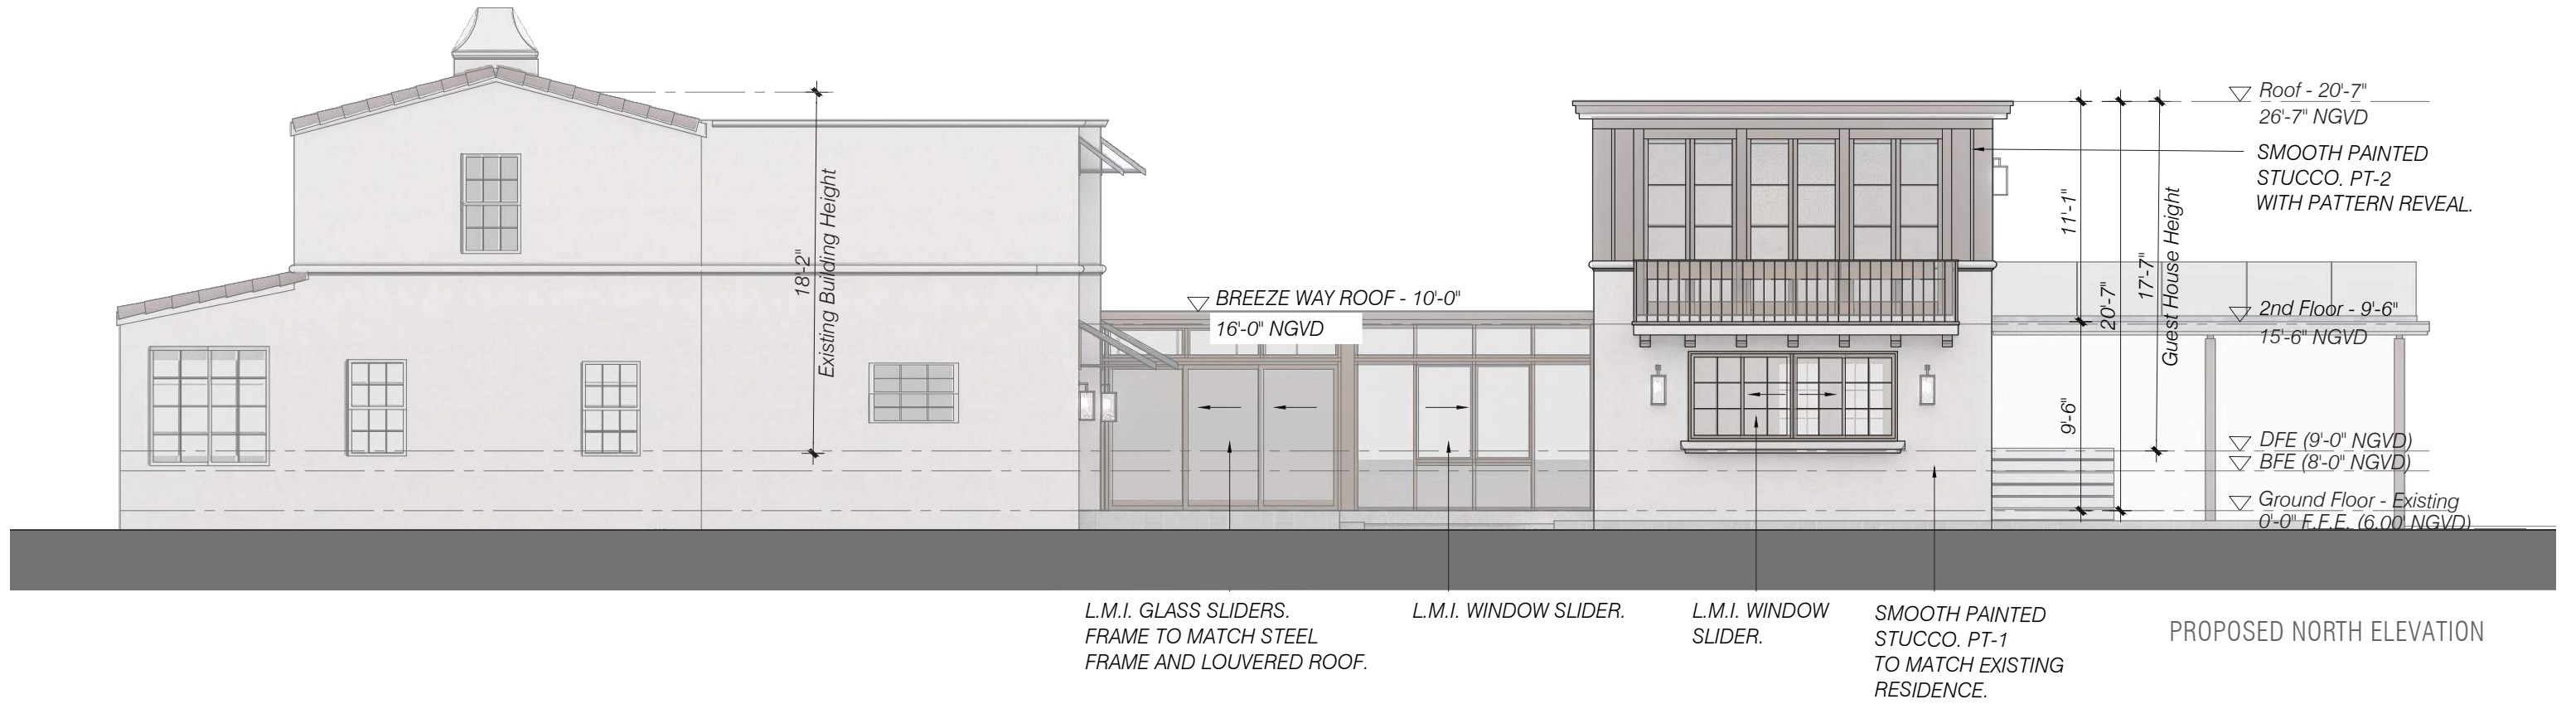 Roof - 20'-7"
26'-7" NGVD
SMOOTH PAINTED
STUCCO. PT-2
WITH PATTERN REVEAL.
18'-2"
Existing Building Height
11'-1"
20'-7"
17'-7"
Guest House Height
BREEZE WAY ROOF - 10'-0"
16'-0" NGVD
2nd Floor - 9'-6"
15'-6" NGVD
9'-6"
DFE (9'-0" NGVD)
BFE (8'-0" NGVD)
Ground Floor - Existing
0'-0" F.F.E. (6.00 NGVD)
L.M.I. GLASS SLIDERS.
FRAME TO MATCH STEEL
FRAME AND LOUVERED ROOF.
L.M.I. WINDOW SLIDER.
L.M.I. WINDOW
SLIDER.
SMOOTH PAINTED
STUCCO. PT-1
TO MATCH EXISTING
RESIDENCE.
PROPOSED NORTH ELEVATION